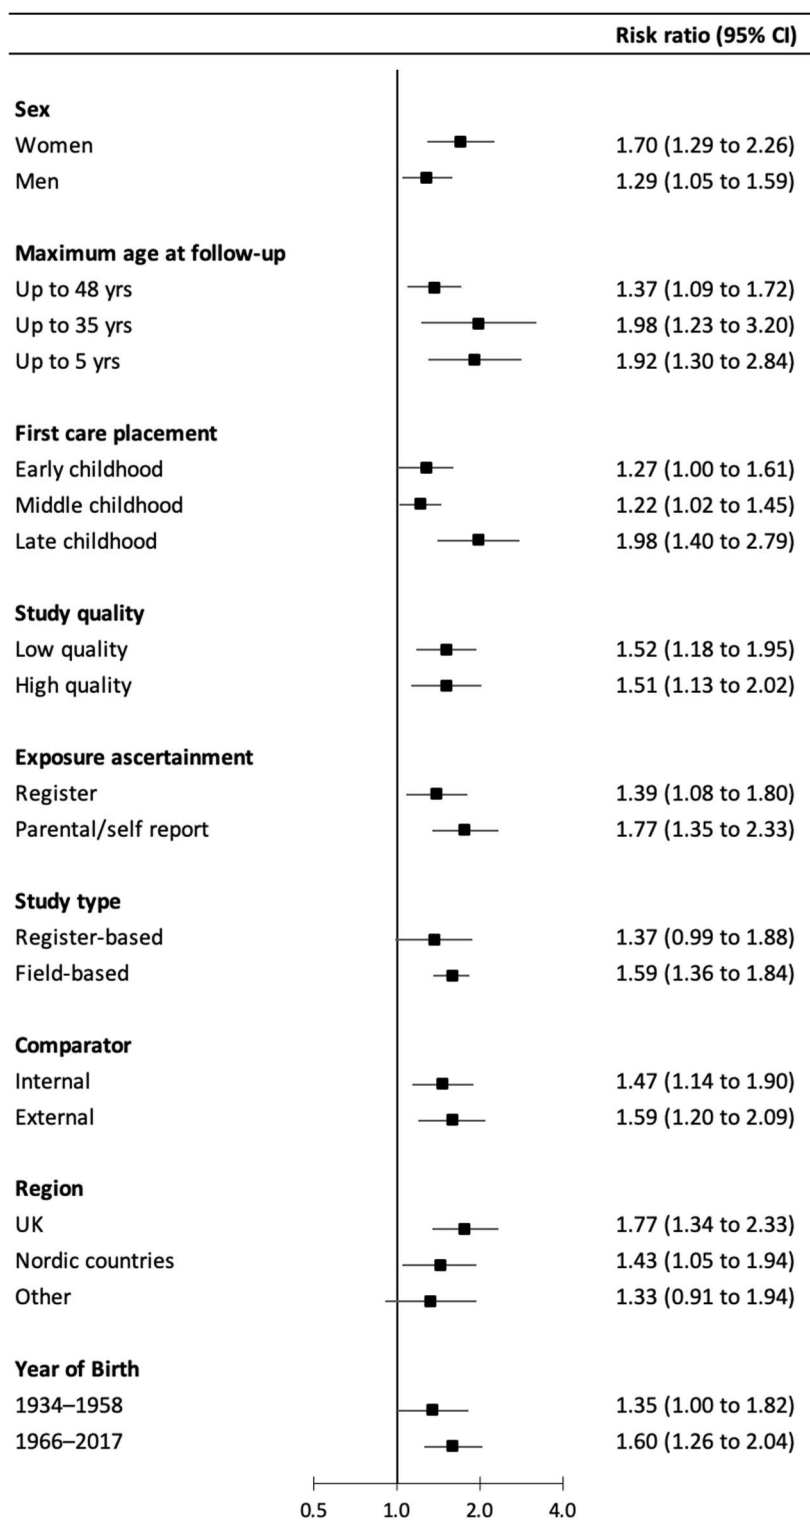 Risk ratio (95% CI)
Sex
Women 1.70 (1.29 to 2.26)
Men 1.29 (1.05 to 1.59)
Maximum age at follow-up
Up to 48 yrs 1.37 (1.09 to 1.72)
Up to 35 yrs 1.98 (1.23 to 3.20)
Up to 5 yrs 1.92 (1.30 to 2.84)
First care placement
Early childhood 1.27 (1.00 to 1.61)
Middle childhood 1.22 (1.02 to 1.45)
Late childhood 1.98 (1.40 to 2.79)
Study quality
Low quality 1.52 (1.18 to 1.95)
High quality 1.51 (1.13 to 2.02)
Exposure ascertainment
Register 1.39 (1.08 to 1.80)
Parental/self report 1.77 (1.35 to 2.33)
Study type
Register-based 1.37 (0.99 to 1.88)
Field-based 1.59 (1.36 to 1.84)
Comparator
Internal 1.47 (1.14 to 1.90)
External 1.59 (1.20 to 2.09)
Region
UK 1.77 (1.34 to 2.33)
Nordic countries 1.43 (1.05 to 1.94)
Other 1.33 (0.91 to 1.94)
Year of Birth
1934–1958 1.35 (1.00 to 1.82)
1966–2017 1.60 (1.26 to 2.04)
0.5 1.0 2.0 4.0